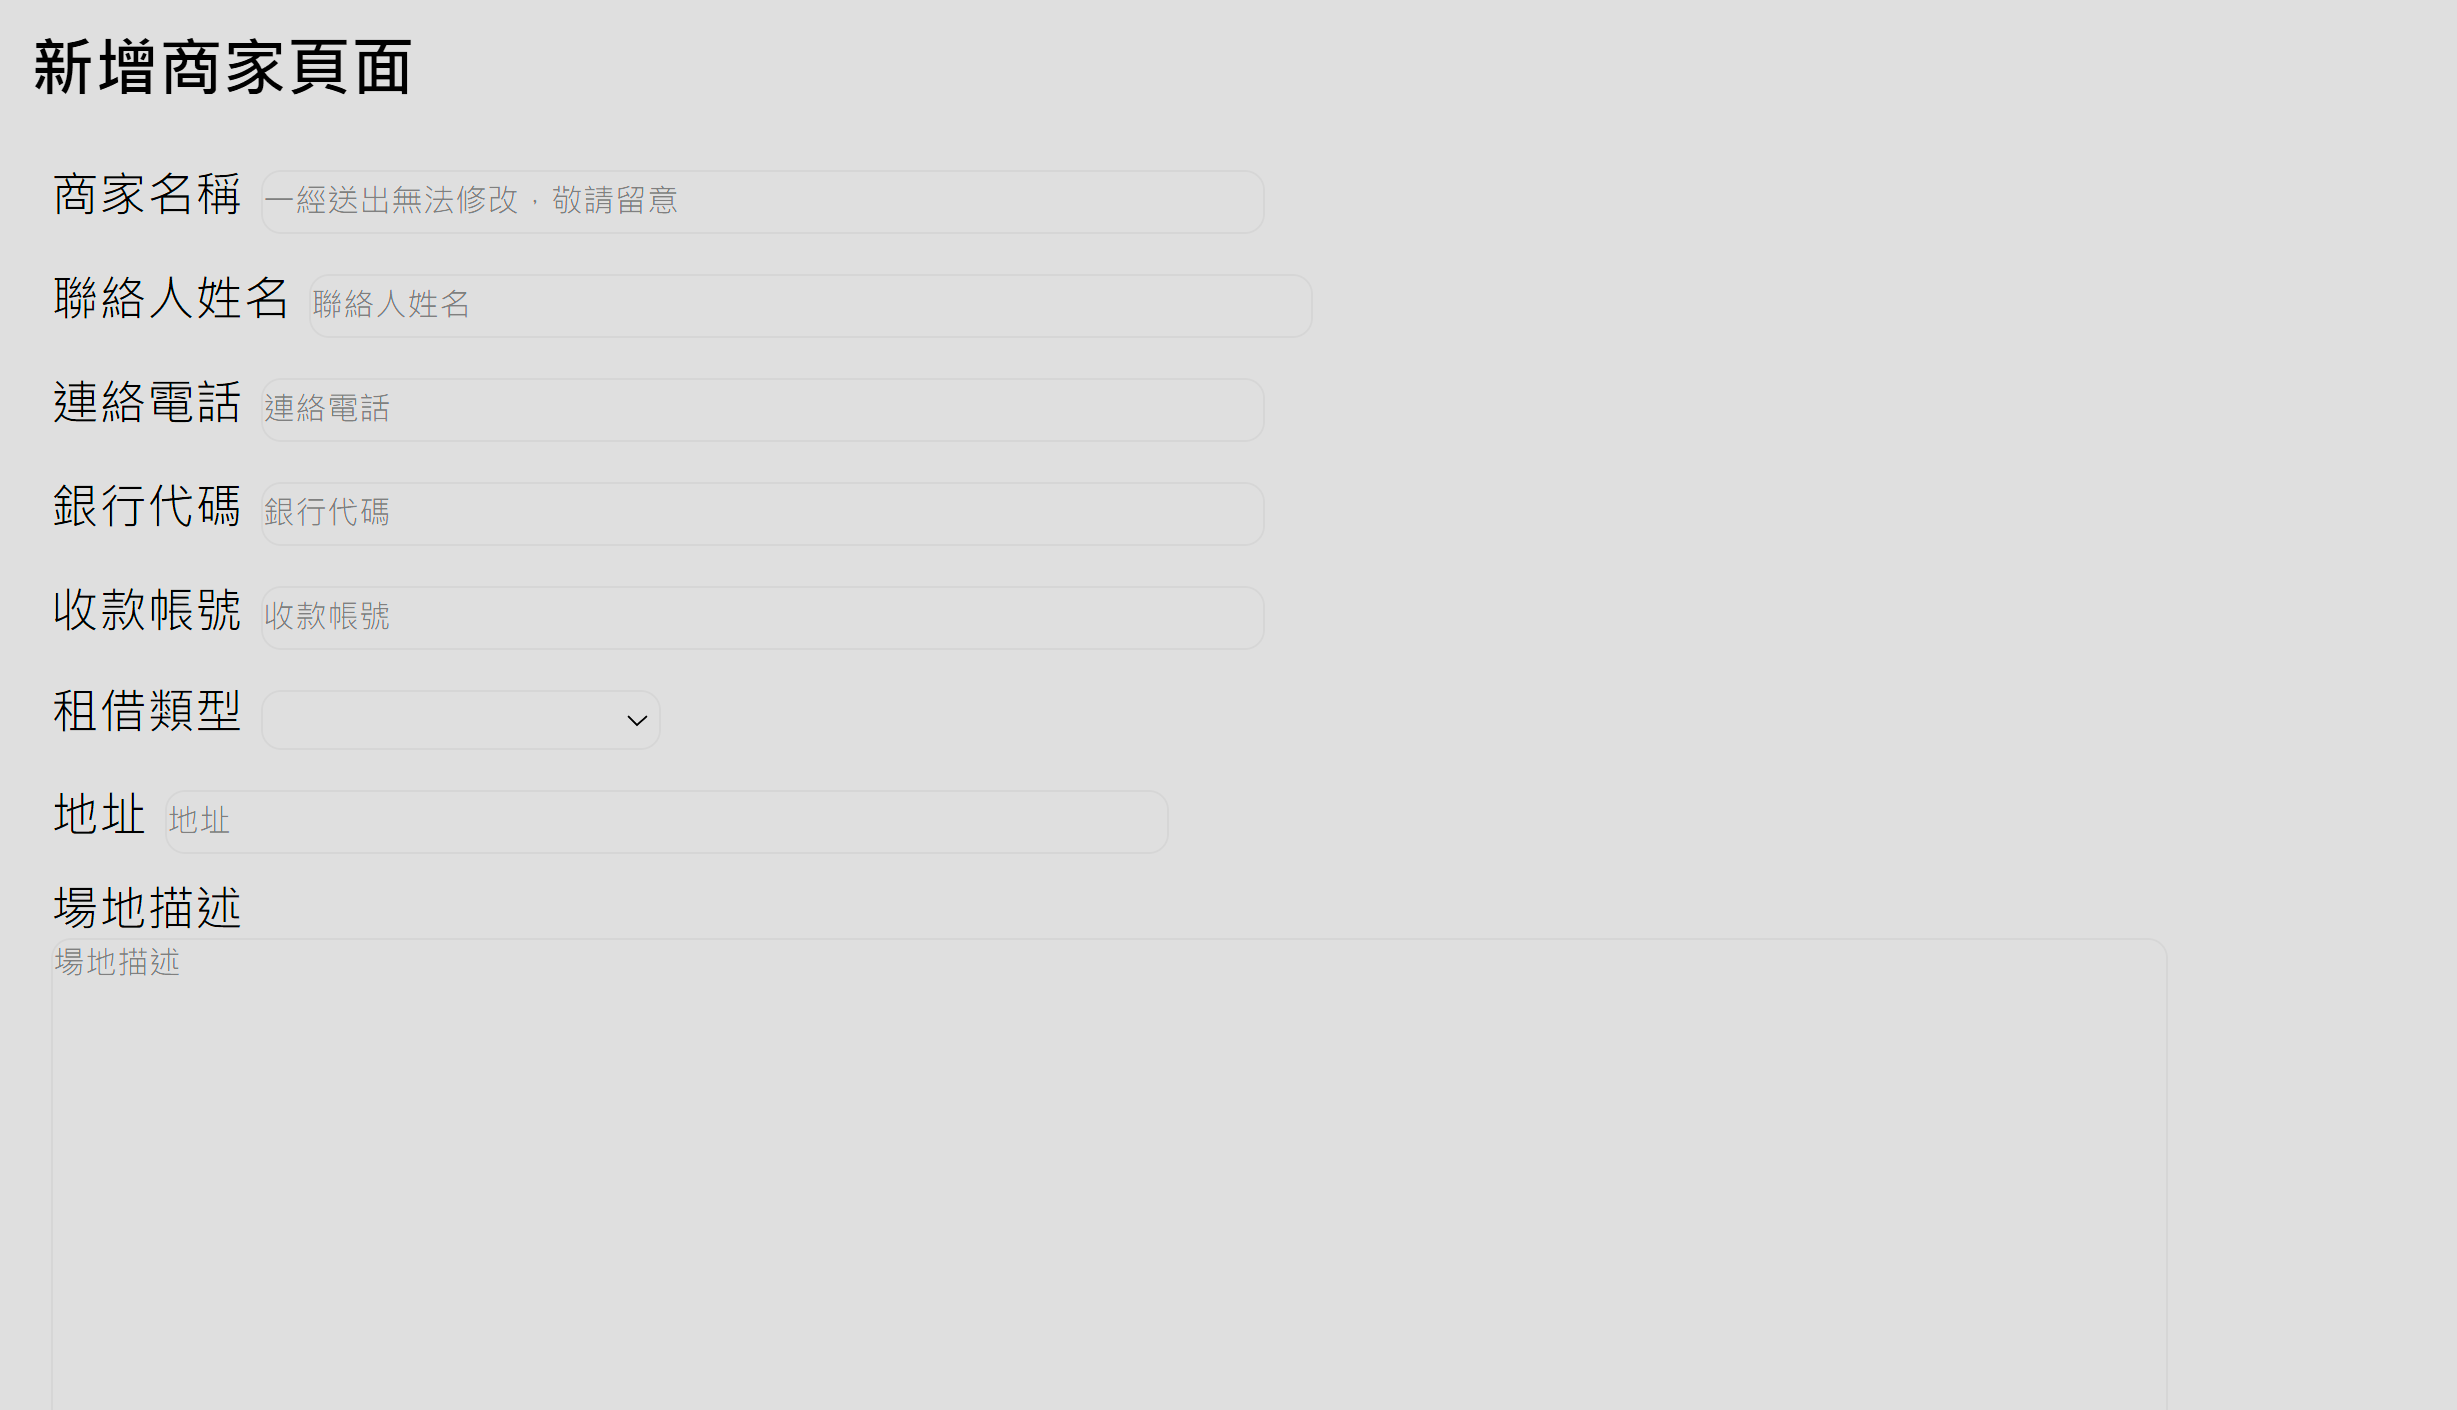 新增商家頁面
商家名稱 一經送出無法修改，敬請留意
聯絡人姓名 聯絡人姓名
連絡電話 連絡電話
銀行代碼 銀行代碼
收款帳號 收款帳號
租借類型
地址 地址
場地描述
場地描述